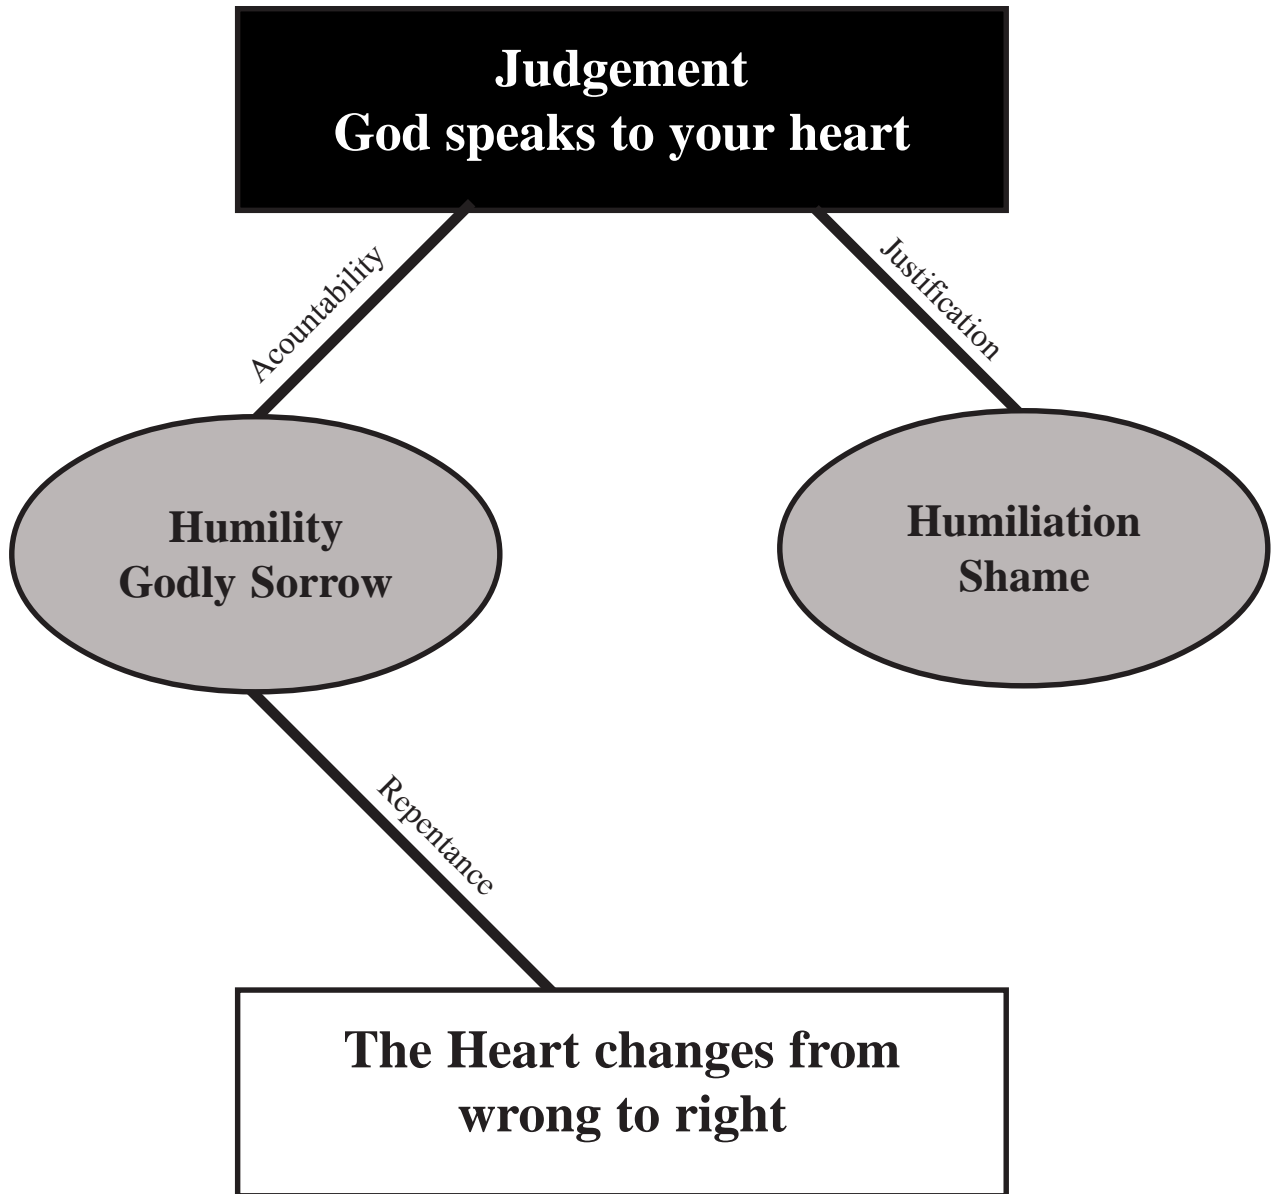 Judgement
God speaks to your heart
Acountability
Justification
Humility
Godly Sorrow
Humiliation
Shame
Repentance
The Heart changes from
wrong to right